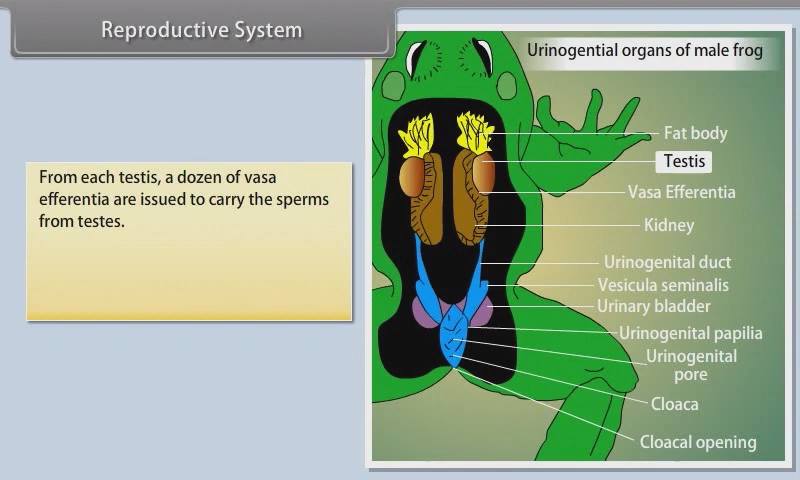 Reproductive System
From each testis, a dozen of vasa
efferentia are issued to carry the sperms
from testes.
Urinogential organs of male frog
Fat body
Testis
Vasa Efferentia
Kidney
Urinogenital duct
Vesicula seminalis
Urinary bladder
Urinogenital papilia
Urinogenital
pore
Cloaca
Cloacal opening